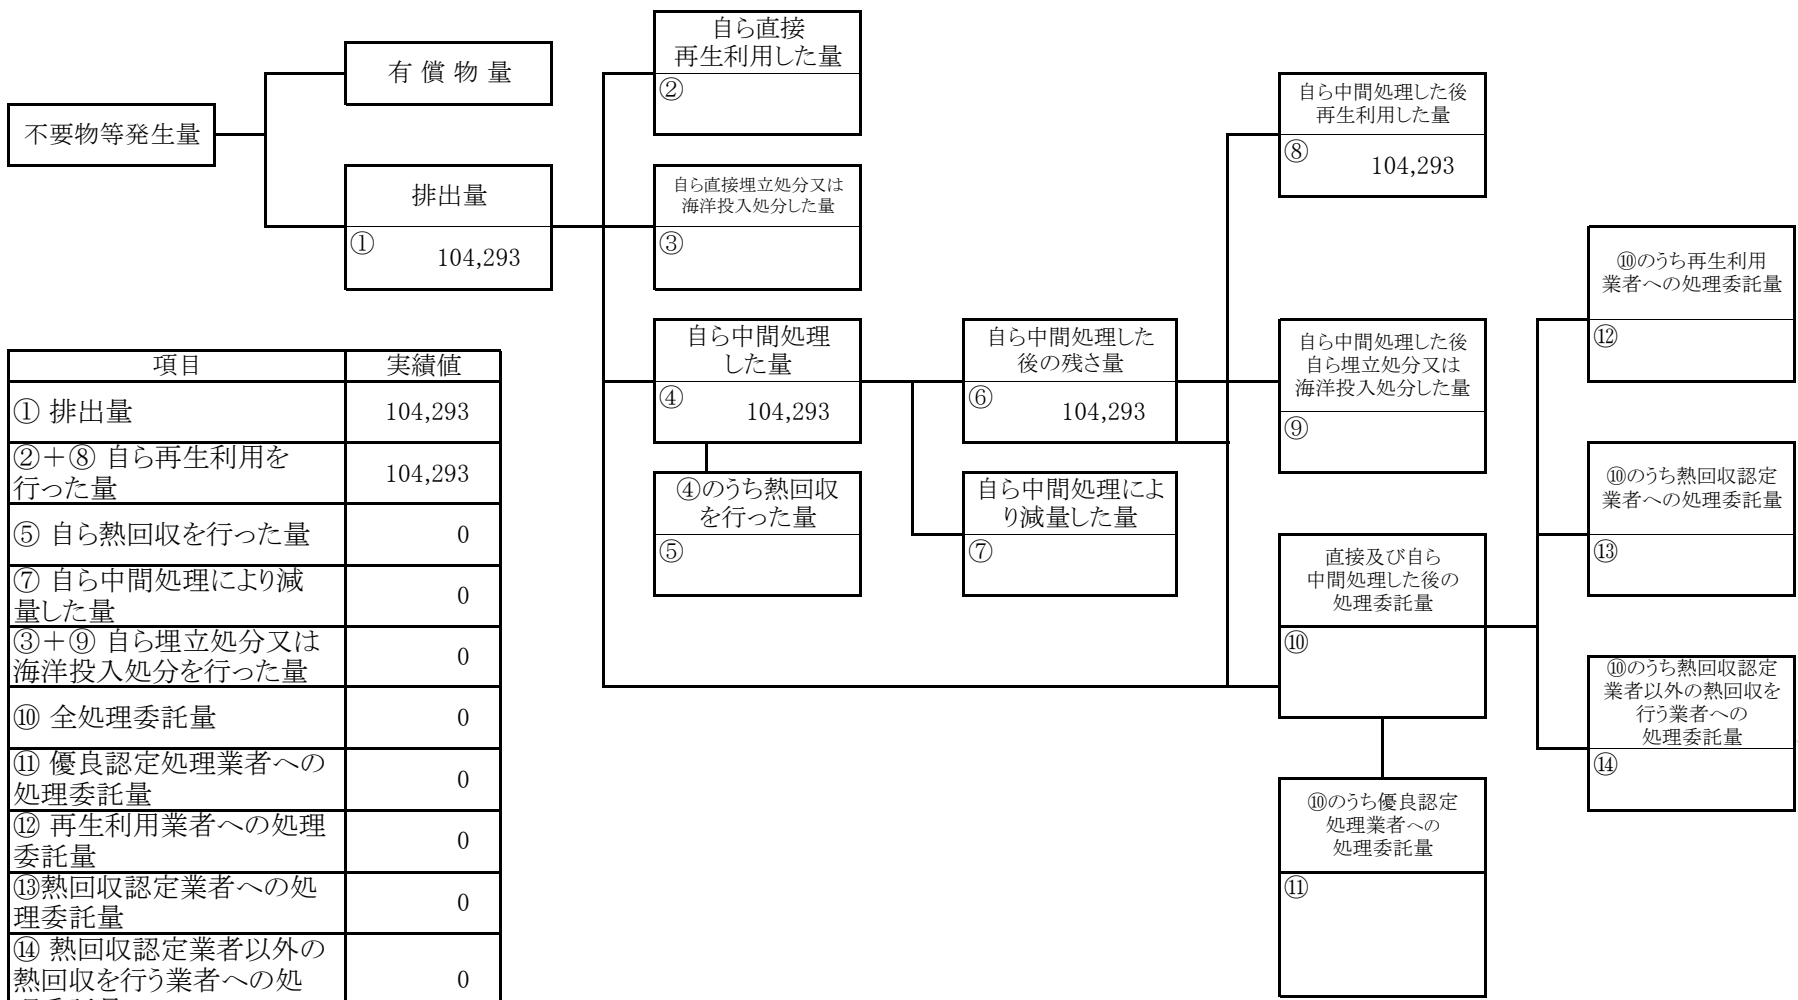 不要物等発生量
有 償 物 量
排出量
①
104,293
自ら直接
再生利用した量
②
自ら直接埋立処分又は
海洋投入処分した量
③
自ら中間処理
した量
④
104,293
④のうち熱回収
を行った量
⑤
自ら中間処理した
後の残さ量
⑥
104,293
自ら中間処理によ
り減量した量
⑦
自ら中間処理した後
再生利用した量
⑧
104,293
自ら中間処理した後
自ら埋立処分又は
海洋投入処分した量
⑨
直接及び自ら
中間処理した後の
処理委託量
⑩
⑩のうち優良認定
処理業者への
処理委託量
⑪
⑩のうち再生利用
業者への処理委託量
⑫
⑩のうち熱回収認定
業者への処理委託量
⑬
⑩のうち熱回収認定
業者以外の熱回収を
行う業者への
処理委託量
⑭
項目 実績値
① 排出量 104,293
②+⑧ 自ら再生利用を
行った量 104,293
⑤ 自ら熱回収を行った量 0
⑦ 自ら中間処理により減
量した量 0
③+⑨ 自ら埋立処分又は
海洋投入処分を行った量 0
⑩ 全処理委託量 0
⑪ 優良認定処理業者への
処理委託量 0
⑫ 再生利用業者への処理
委託量 0
⑬熱回収認定業者への処
理委託量 0
⑭ 熱回収認定業者以外の
熱回収を行う業者への処 0